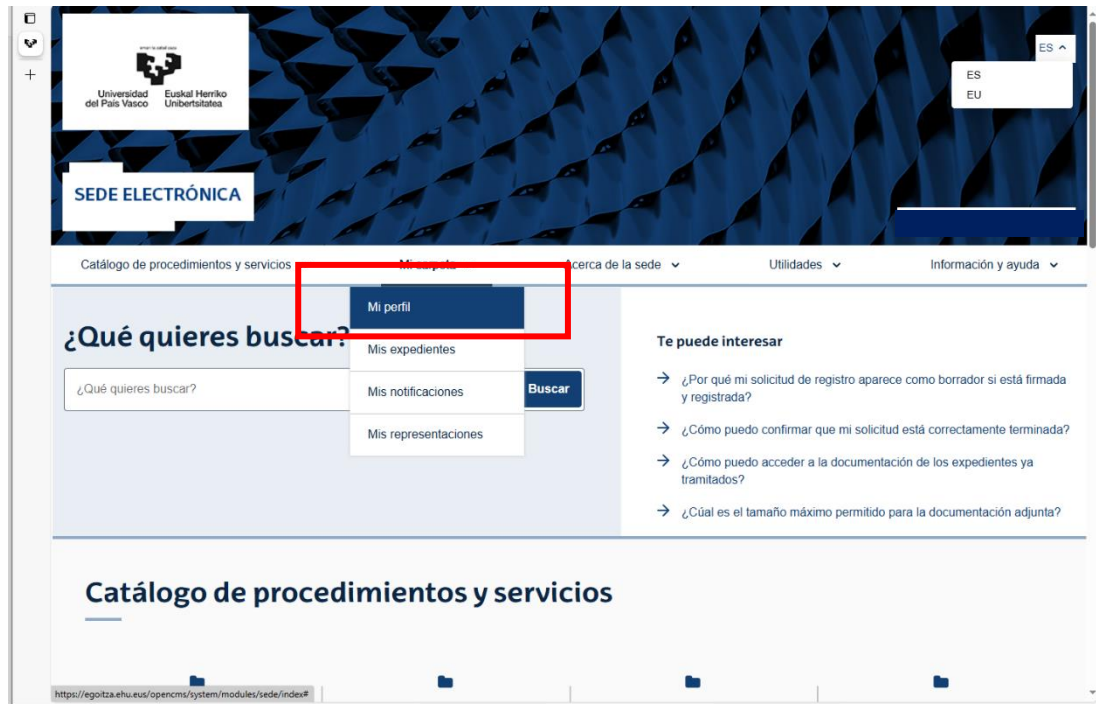 ES
ES
EU
Universidad Euskal Herriko
del País Vasco Unibertsitatea
SEDE ELECTRÓNICA
Catálogo de procedimientos y servicios Mi carpeta Acerca de la sede Utilidades Información y ayuda
Mi perfil
Mis expedientes
Mis notificaciones
Mis representaciones
¿Qué quieres buscar?
¿Qué quieres buscar? Buscar
Te puede interesar
¿Por qué mi solicitud de registro aparece como borrador si está firmada
y registrada?
¿Cómo puedo confirmar que mi solicitud está correctamente terminada?
¿Cómo puedo acceder a la documentación de los expedientes ya
tramitados?
¿Cúal es el tamaño máximo permitido para la documentación adjunta?
Catálogo de procedimientos y servicios
https://egoitza.ehu.eus/opencms/system/modules/sede/index#